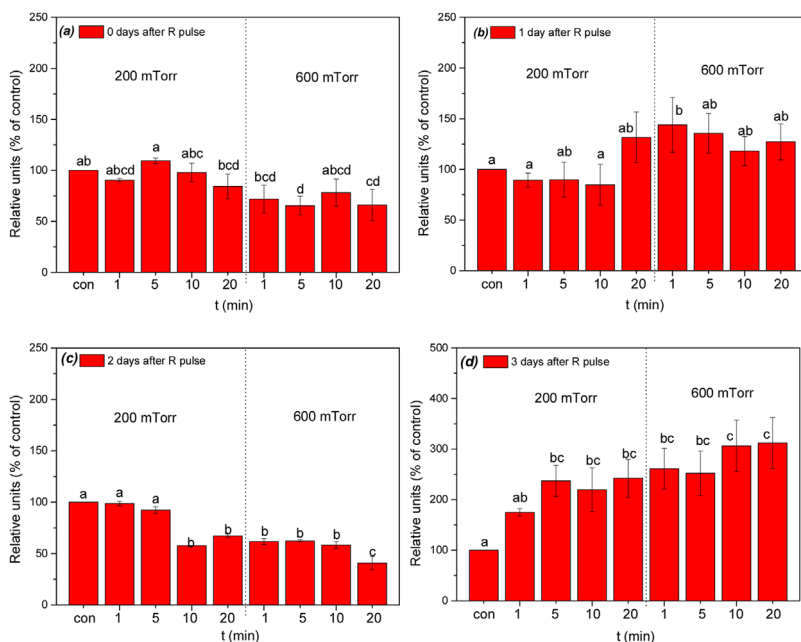 (a) 0 days after R pulse
200 mTorr 600 mTorr
Relative units (% of control)
250
200
150
100
50
0
ab abcd a abc bcd bcd d abcd cd
con 1 5 10 20 1 5 10 20
t (min)
(b) 1 day after R pulse
200 mTorr 600 mTorr
Relative units (% of control)
250
200
150
100
50
0
a a ab a ab b ab ab ab
con 1 5 10 20 1 5 10 20
t (min)
(c) 2 days after R pulse
200 mTorr 600 mTorr
Relative units (% of control)
250
200
150
100
50
0
a a a b b b b b c
con 1 5 10 20 1 5 10 20
t (min)
(d) 3 days after R pulse
200 mTorr 600 mTorr
Relative units (% of control)
500
400
300
200
100
0
a ab bc bc bc bc bc c c
con 1 5 10 20 1 5 10 20
t (min)